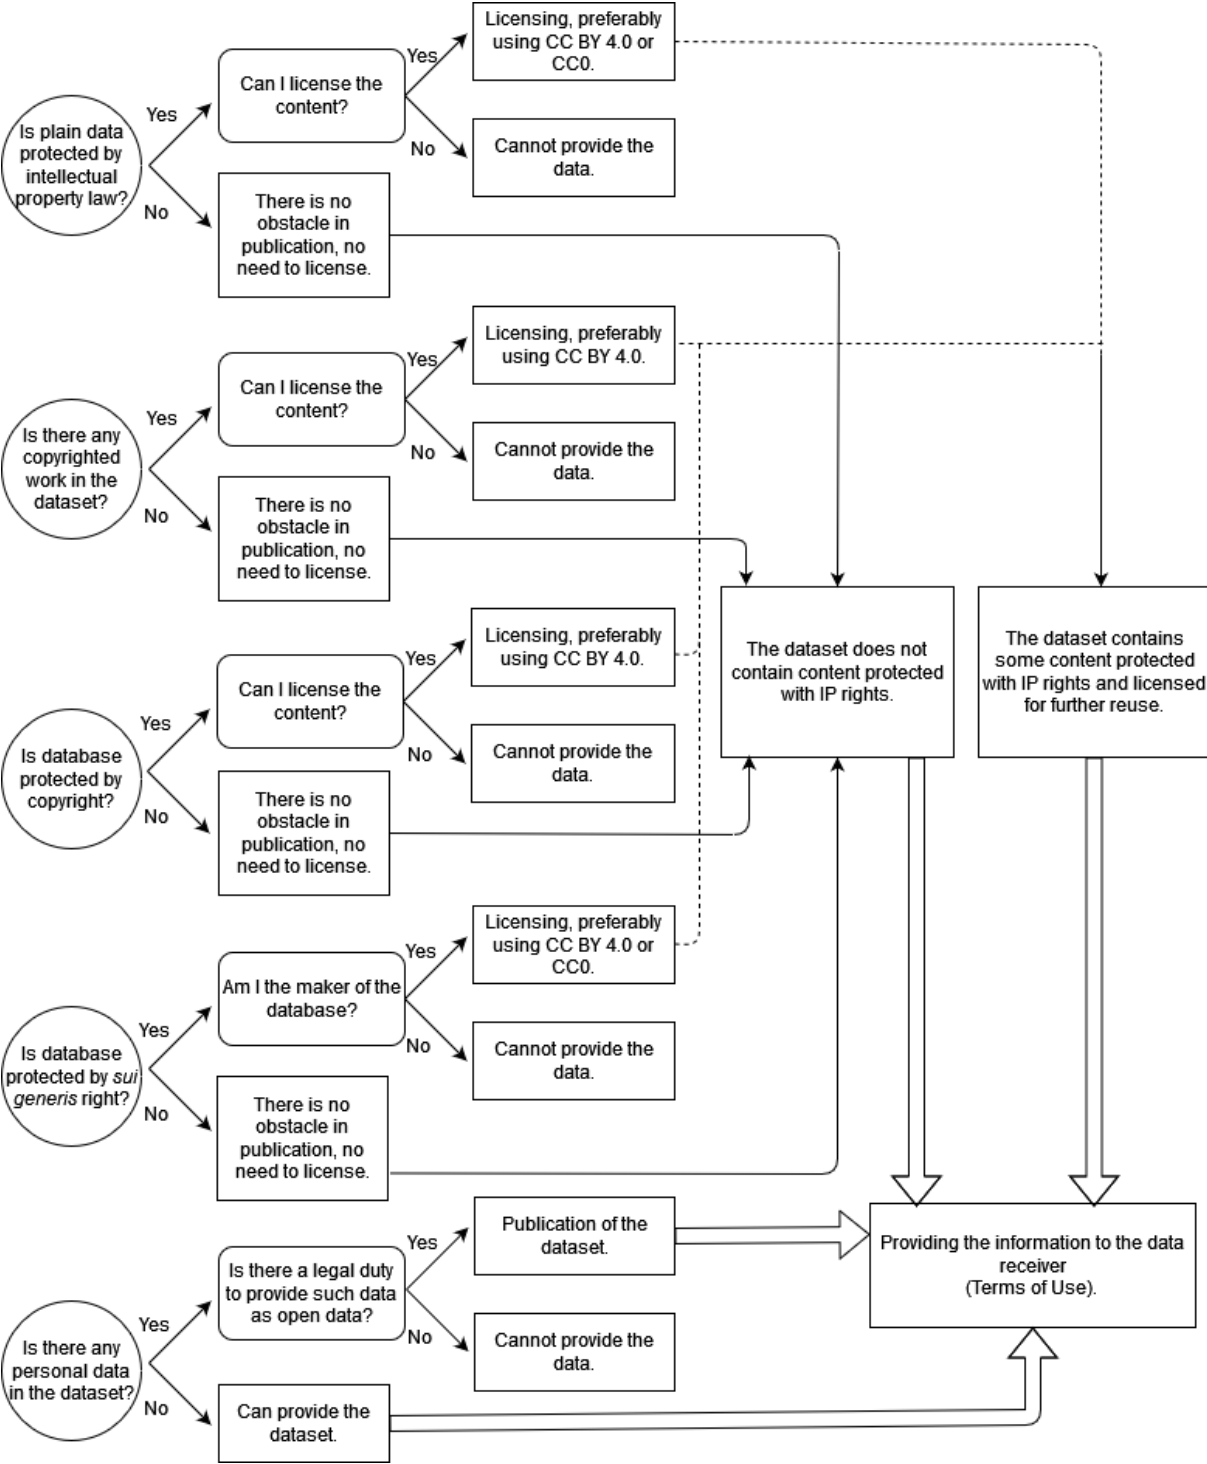 Is plain data
protected by
intellectual
property law?
Yes
No
Can I license the
content?
Yes
No
Licensing, preferably
using CC BY 4.0 or
CC0.
Cannot provide the
data.
There is no
obstacle in
publication, no
need to license.
Is there any
copyrighted
work in the
dataset?
Yes
No
Can I license the
content?
Yes
No
Licensing, preferably
using CC BY 4.0.
Cannot provide the
data.
There is no
obstacle in
publication, no
need to license.
Is database
protected by
copyright?
Yes
No
Can I license the
content?
Yes
No
Licensing, preferably
using CC BY 4.0.
Cannot provide the
data.
There is no
obstacle in
publication, no
need to license.
The dataset does not
contain content protected
with IP rights.
The dataset contains
some content protected
with IP rights and licensed
for further reuse.
Is database
protected by sui
generis right?
Yes
No
Am I the maker of the
database?
Yes
No
Licensing, preferably
using CC BY 4.0 or
CC0.
Cannot provide the
data.
There is no
obstacle in
publication, no
need to license.
Is there any
personal data
in the dataset?
Yes
No
Is there a legal duty
to provide such data
as open data?
Yes
No
Publication of the
dataset.
Cannot provide the
data.
Can provide the
dataset.
Providing the information to the data
receiver
(Terms of Use).